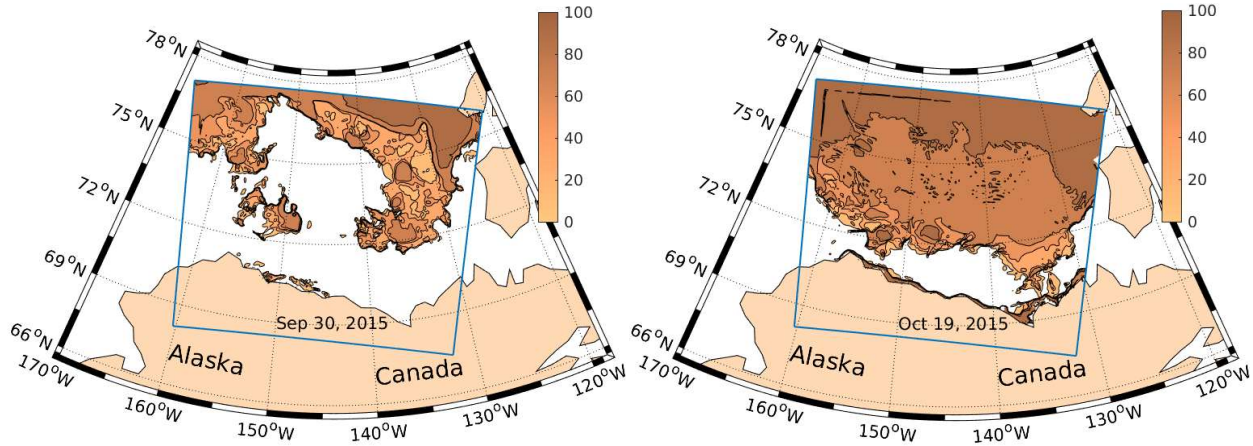 100
80
60
40
20
0
78°N
75°N
72°N
69°N
66°N
170°W
160°W
150°W
140°W
130°W
120°W
Sep 30, 2015
Alaska
Canada
100
80
60
40
20
0
78°N
75°N
72°N
69°N
66°N
170°W
160°W
150°W
140°W
130°W
120°W
Oct 19, 2015
Alaska
Canada